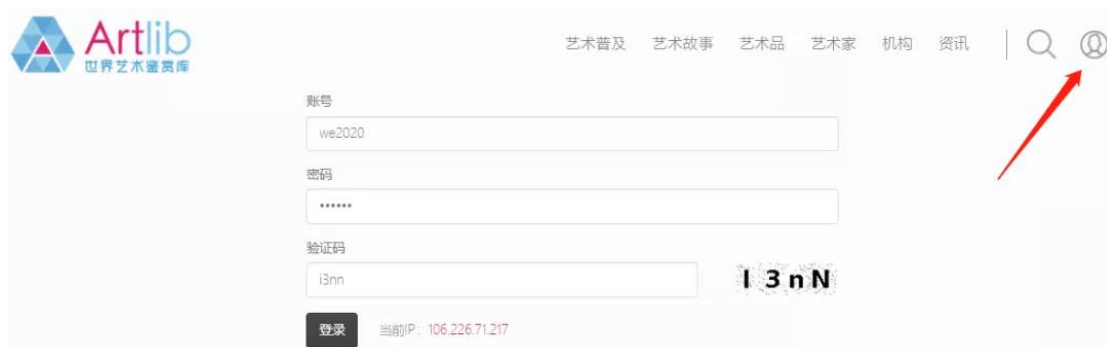 Artlib
世界艺术鉴赏库
艺术普及 艺术故事 艺术品 艺术家 机构 资讯
账号
we2020
密码
••••••
验证码
i3nn
I 3 n N
登录 当前IP: 106.226.71.217